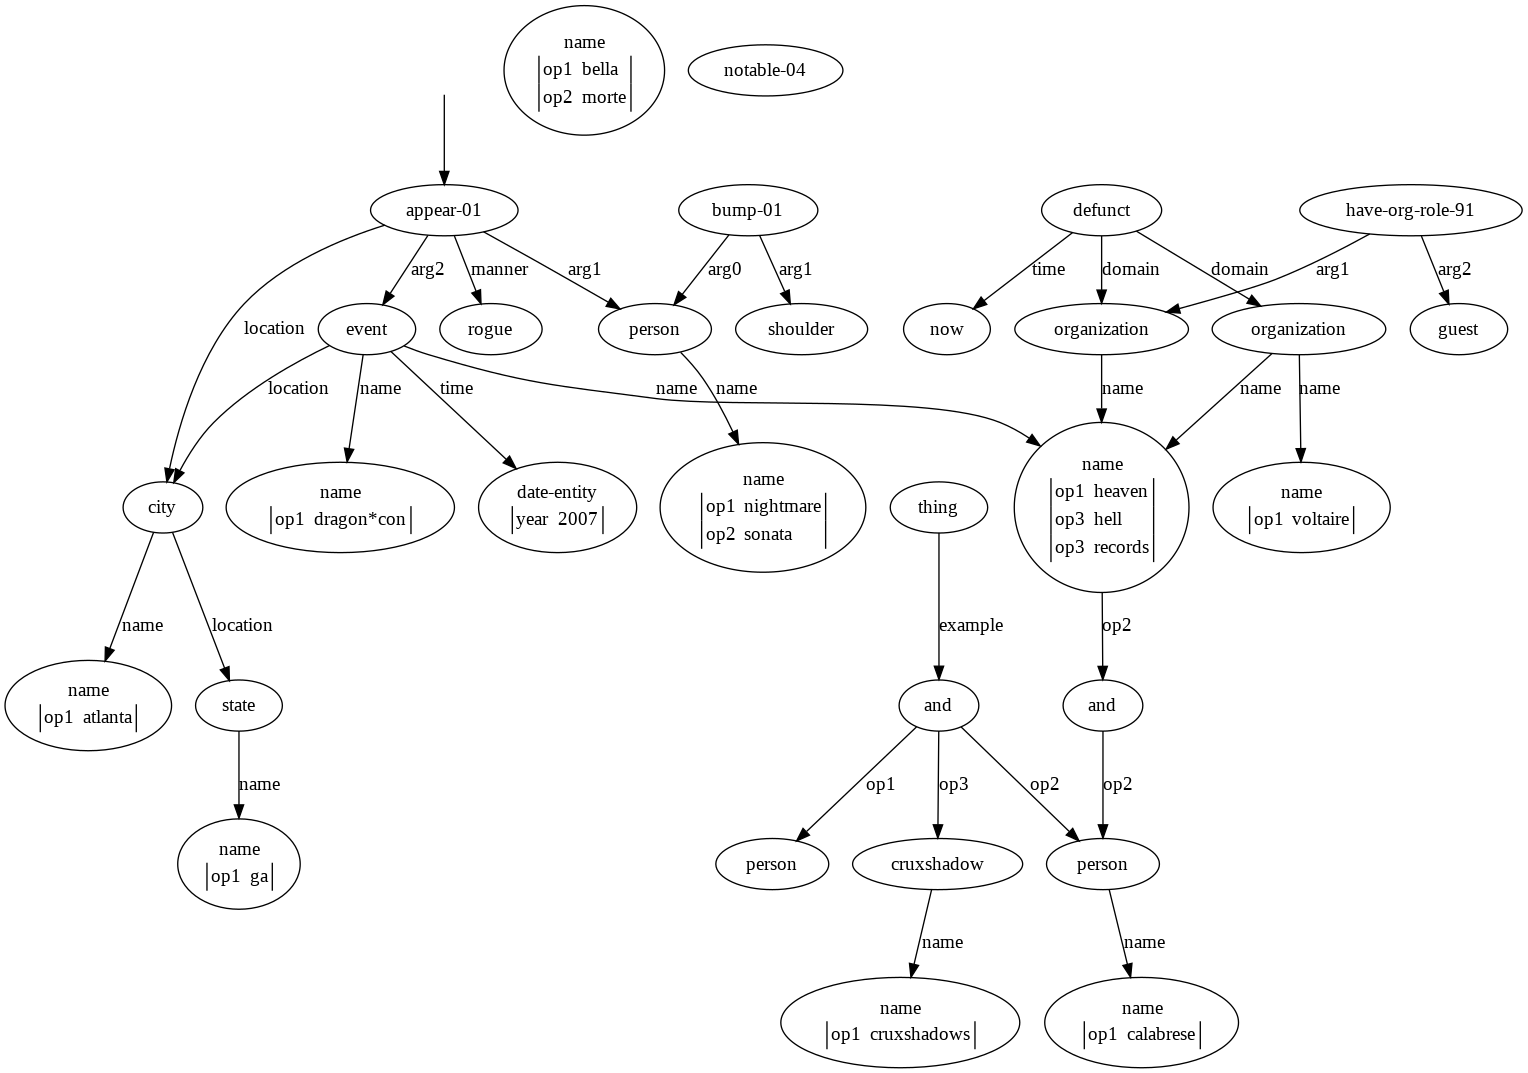 name
op1 bella
op2 morte
notable-04
appear-01
bump-01
defunct
have-org-role-91
location
arg2
manner
arg1
arg0
arg1
time
domain
domain
arg1
arg2
event
rogue
person
shoulder
now
organization
organization
guest
location
name
time
name
name
name
name
name
city
name
op1 dragon*con
date-entity
year 2007
name
op1 nightmare
op2 sonata
thing
name
op1 heaven
op3 hell
op3 records
name
op1 voltaire
name
location
example
op2
name
op1 atlanta
state
and
and
name
op1
op3
op2
op2
name
op1 ga
person
cruxshadow
person
name
name
name
op1 cruxshadows
name
op1 calabrese